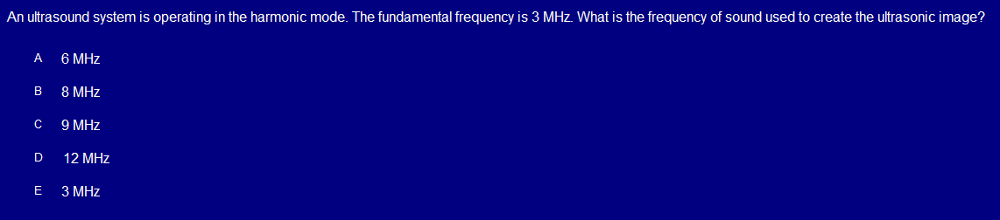 An ultrasound system is operating in the harmonic mode. The fundamental frequency is 3 MHz. What is the frequency of sound used to create the ultrasonic image?
A 6 MHz
B 8 MHz
C 9 MHz
D 12 MHz
E 3 MHz